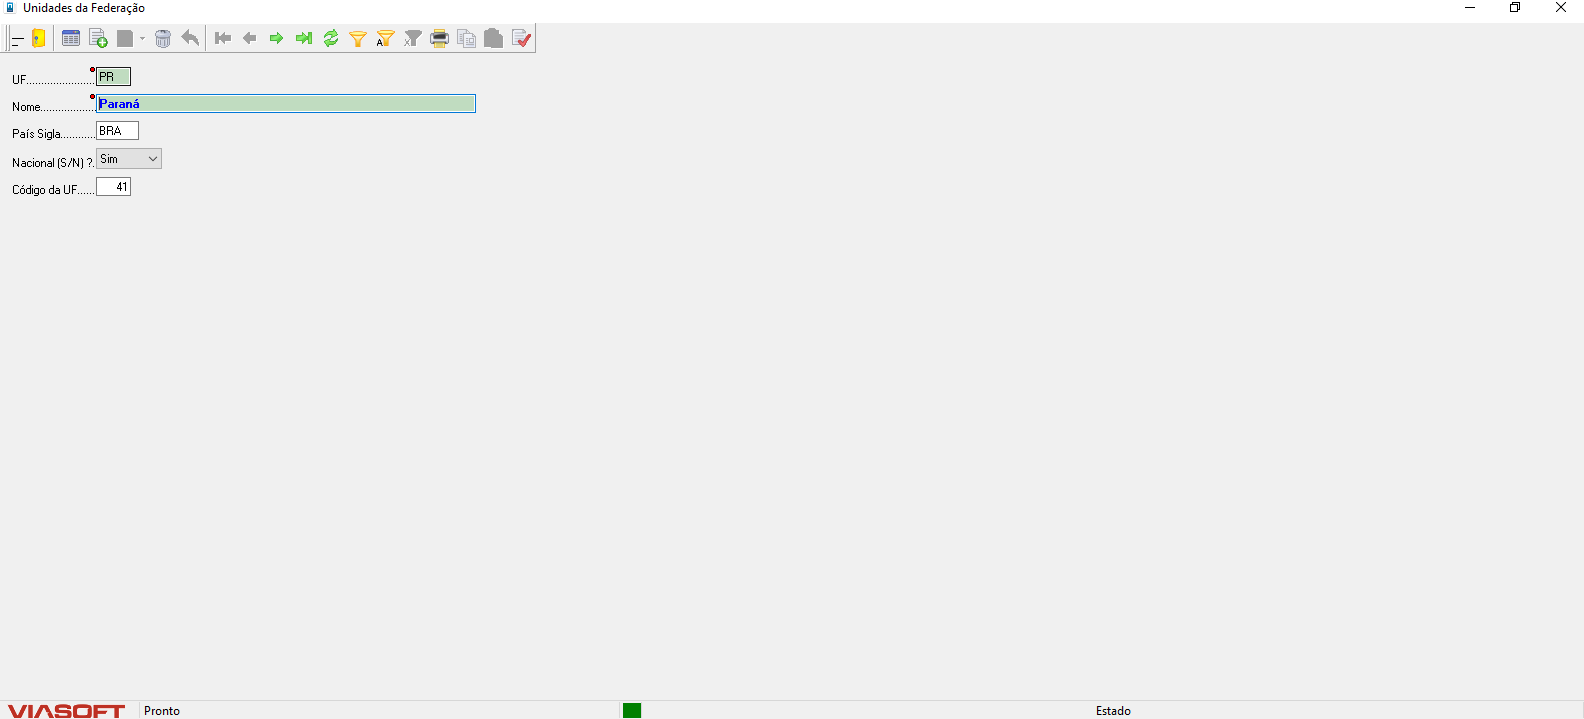 Unidades da Federação
A
UF.......................
PR
Nome...................
Paraná
País Sigla............
BRA
Nacional (S/N) ?.
Sim
Código da UF......
41
VIASOFT
Pronto
Estado